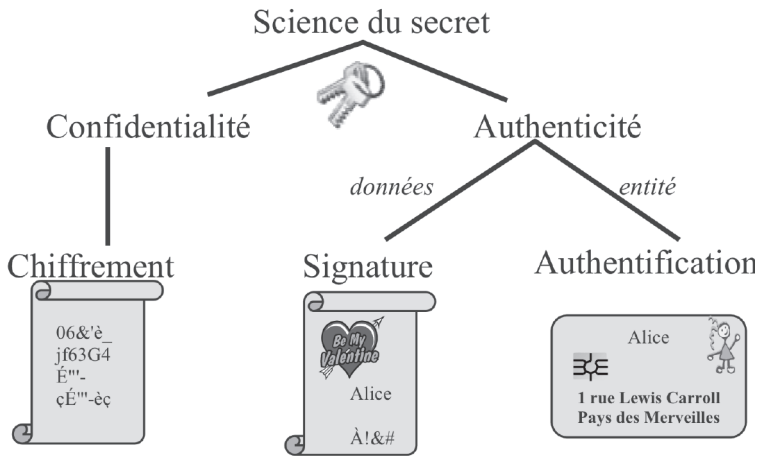 Science du secret
Confidentialité
Authenticité
données
entité
Chiffrement
Signature
Authentification
06&'è_
jf63G4
É"'-
çÉ"'-èç
Be My
Valentine
Alice
À!&#
Alice
1 rue Lewis Carroll
Pays des Merveilles